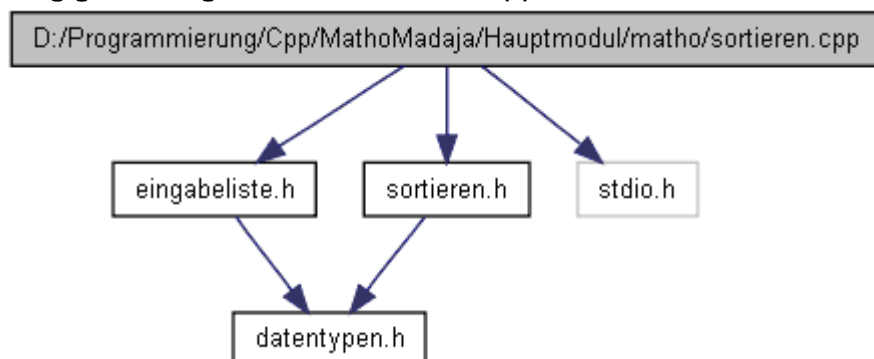 D:/Programmierung/Cpp/MathoMadaja/Hauptmodul/matho/sortieren.cpp
eingabeliste.h
sortieren.h
stdio.h
datentypen.h